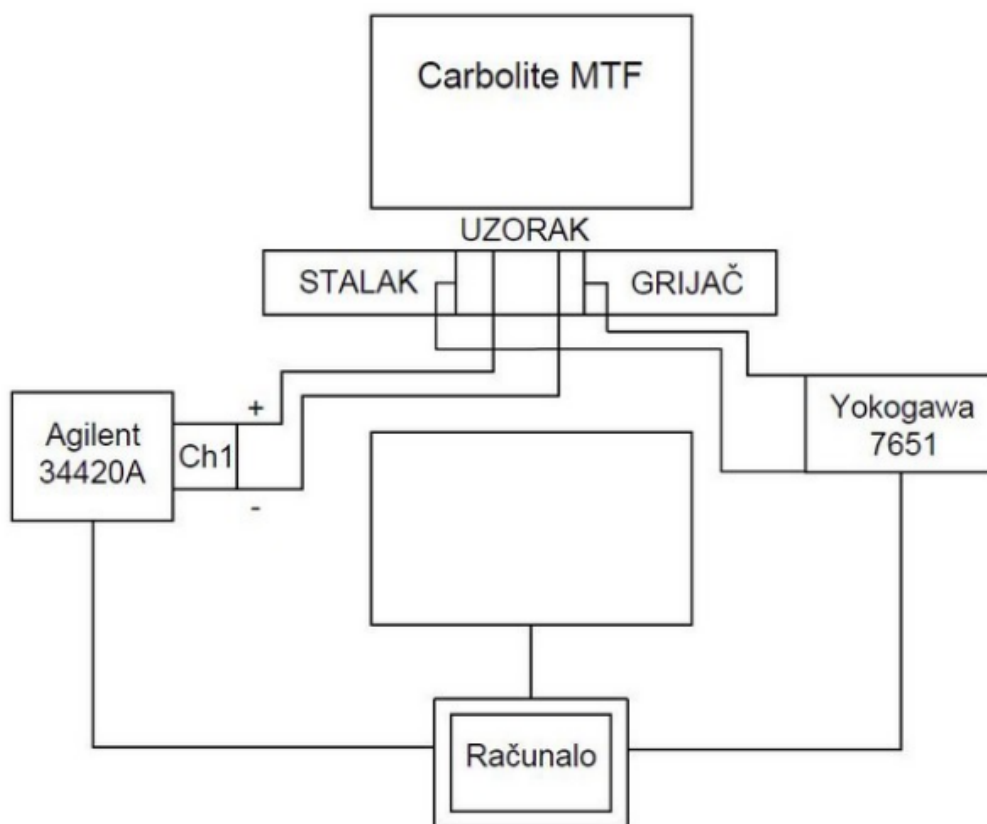 Carbolite MTF
UZORAK
STALAK
GRIJAČ
Agilent
34420A
Ch1
+
-
Yokogawa
7651
Računalo